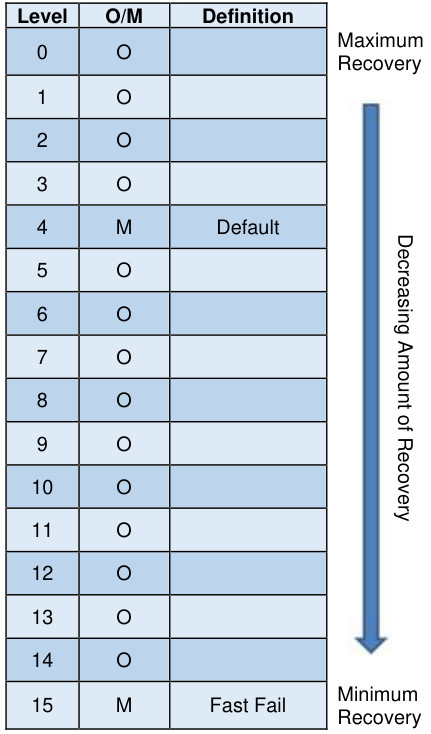 Level O/M Definition
Maximum
Recovery
0 O
1 O
2 O
3 O
4 M Default
5 O
6 O
7 O
8 O
9 O
10 O
11 O
12 O
13 O
14 O
15 M Fast Fail
Decreasing Amount of Recovery
Minimum
Recovery